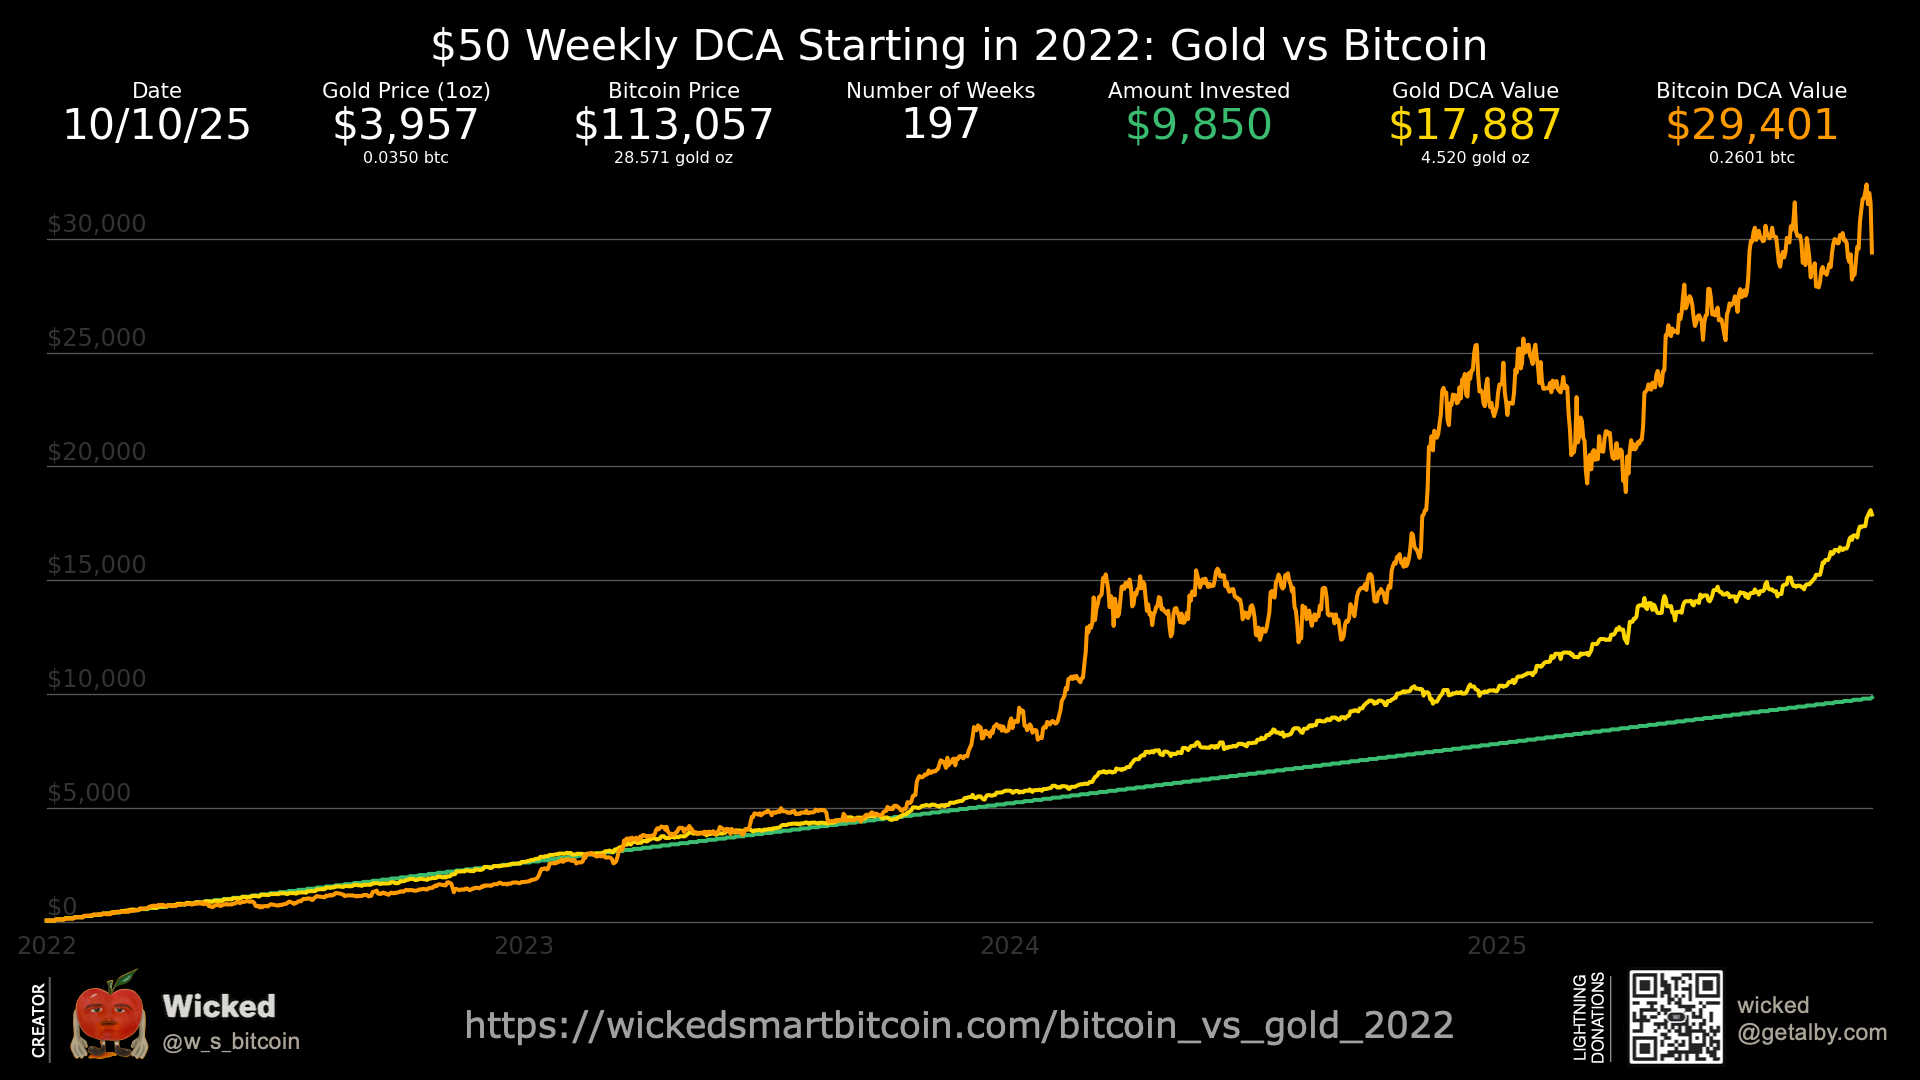 $50 Weekly DCA Starting in 2022: Gold vs Bitcoin
Date
10/10/25
Gold Price (1oz)
$3,957
0.0350 btc
Bitcoin Price
$113,057
28.571 gold oz
Number of Weeks
197
Amount Invested
$9,850
Gold DCA Value
$17,887
4.520 gold oz
Bitcoin DCA Value
$29,401
0.2601 btc
$30,000
$25,000
$20,000
$15,000
$10,000
$5,000
$0
2022
2023
2024
2025
CREATOR
Wicked
@w_s_bitcoin
https://wickedsmartbitcoin.com/bitcoin_vs_gold_2022
LIGHTNING
DONATIONS
wicked
@getalby.com